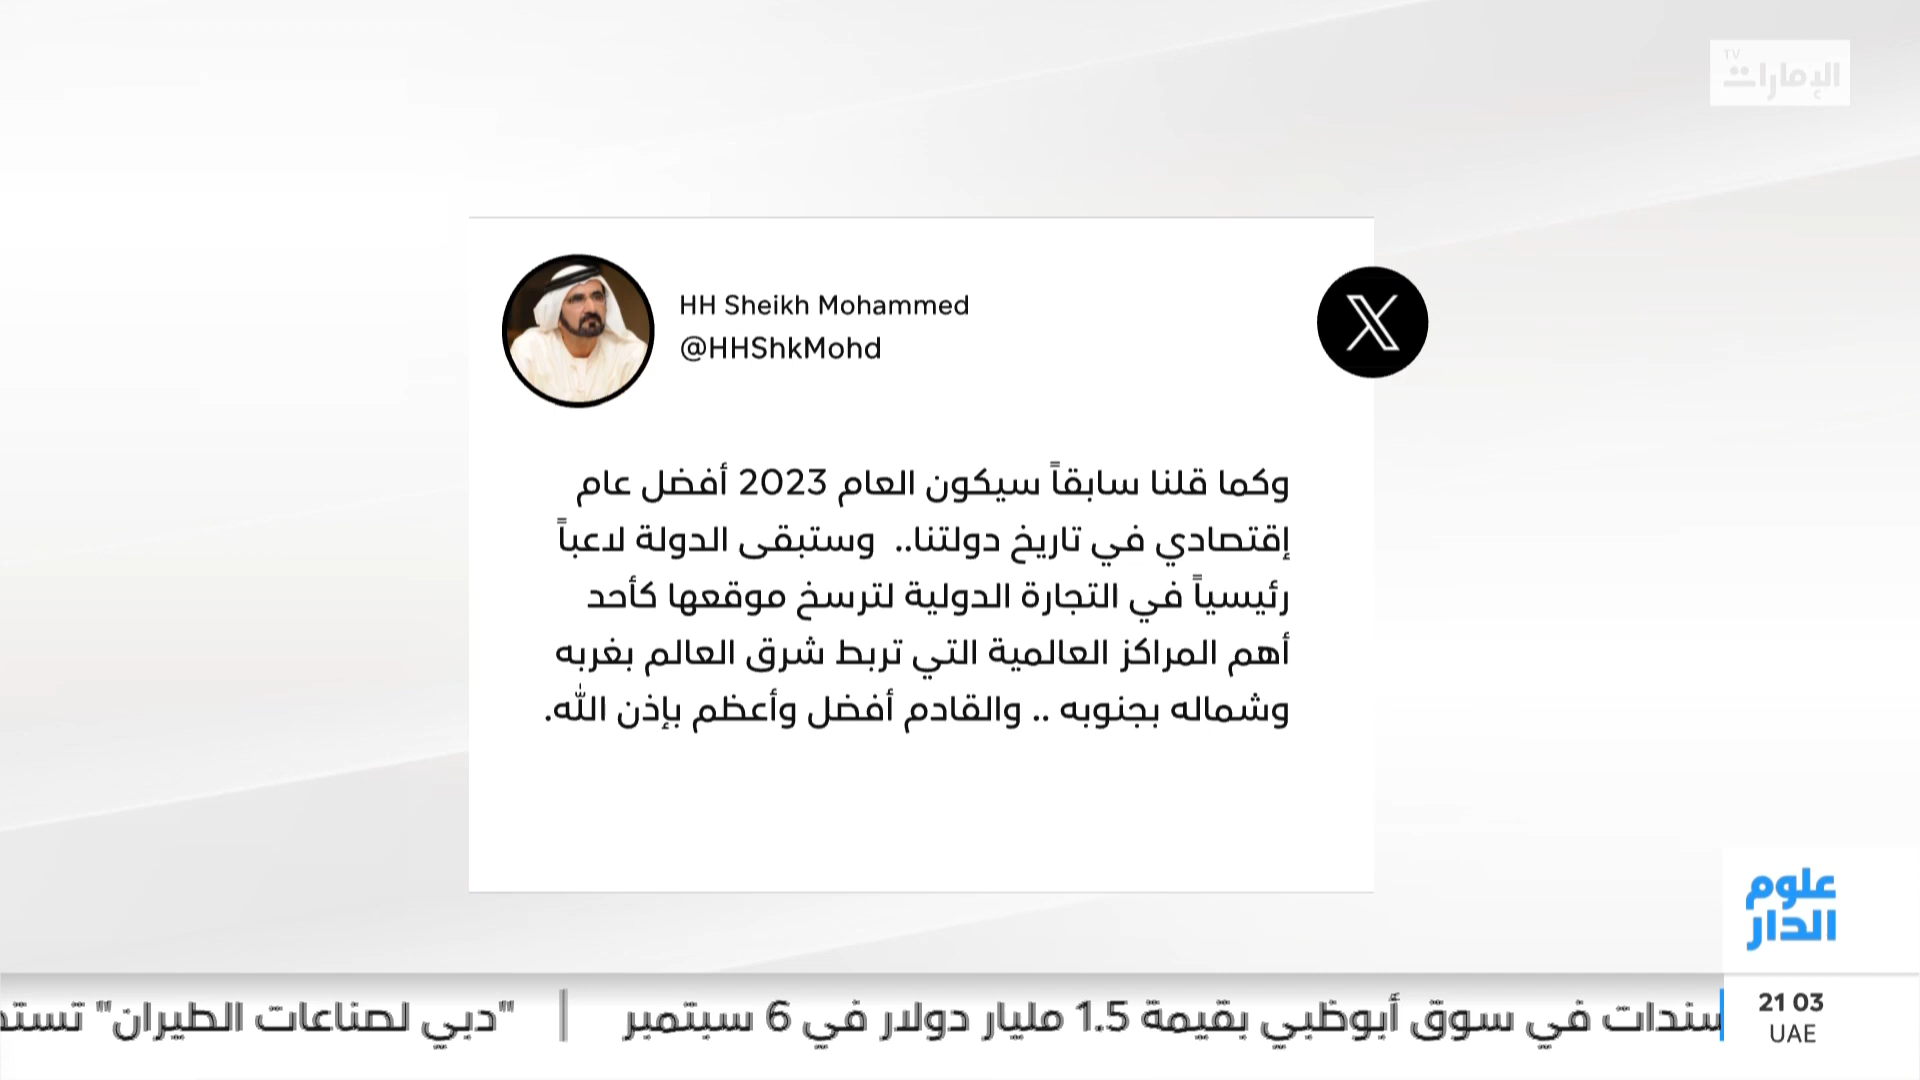 الإمارات TV
HH Sheikh Mohammed
@HHShkMohd
وكما قلنا سابقاً سيكون العام 2023 أفضل عام
إقتصادي في تاريخ دولتنا.. وستبقى الدولة لاعباً
رئيسياً في التجارة الدولية لترسخ موقعها كأحد
أهم المراكز العالمية التي تربط شرق العالم بغربه
وشماله بجنوبه .. والقادم أفضل وأعظم بإذن الله.
علوم
الدار
سندات في سوق أبوظبي بقيمة 1.5 مليار دولار في 6 سبتمبر | "دبي لصناعات الطيران"
21 03
UAE